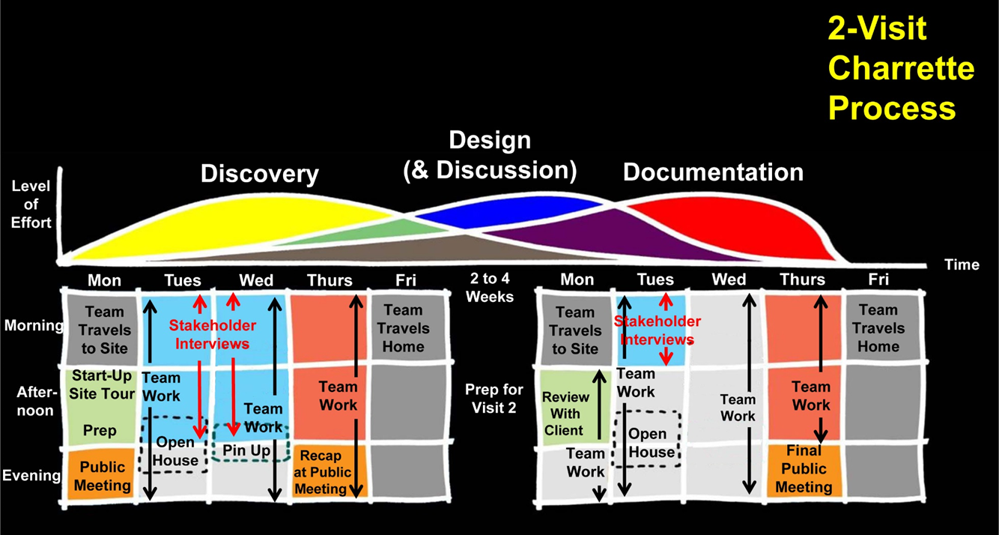 2-Visit
Charrette
Process
Design
(& Discussion)
Discovery
Documentation
Level
of
Effort
Time
Mon
Tues
Wed
Thurs
Fri
2 to 4
Weeks
Mon
Tues
Wed
Thurs
Fri
Morning
Team
Travels
to Site
Stakeholder
Interviews
Team
Travels
Home
Team
Travels
to Site
Stakeholder
Interviews
Team
Travels
Home
After-
noon
Start-Up
Site Tour
Prep
Team
Work
Team
Work
Team
Work
Prep for
Visit 2
Review
With
Client
Team
Work
Team
Work
Team
Work
Open
House
Pin Up
Open
House
Evening
Public
Meeting
Recap
at Public
Meeting
Team
Work
Final
Public
Meeting